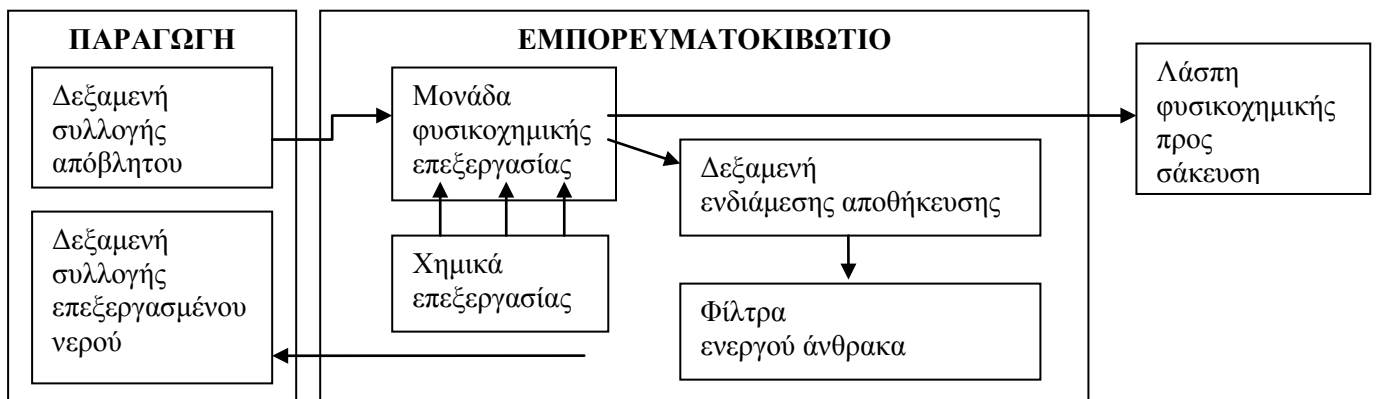 ΠΑΡΑΓΩΓΗ
Δεξαμενή
συλλογής
απόβλητου
Δεξαμενή
συλλογής
επεξεργασμένου
νερού
ΕΜΠΟΡΕΥΜΑΤΟΚΙΒΩΤΙΟ
Μονάδα
φυσικοχημικής
επεξεργασίας
Χημικά
επεξεργασίας
Δεξαμενή
ενδιάμεσης αποθήκευσης
Φίλτρα
ενεργού άνθρακα
Λάσπη
φυσικοχημικής
προς
σάκευση